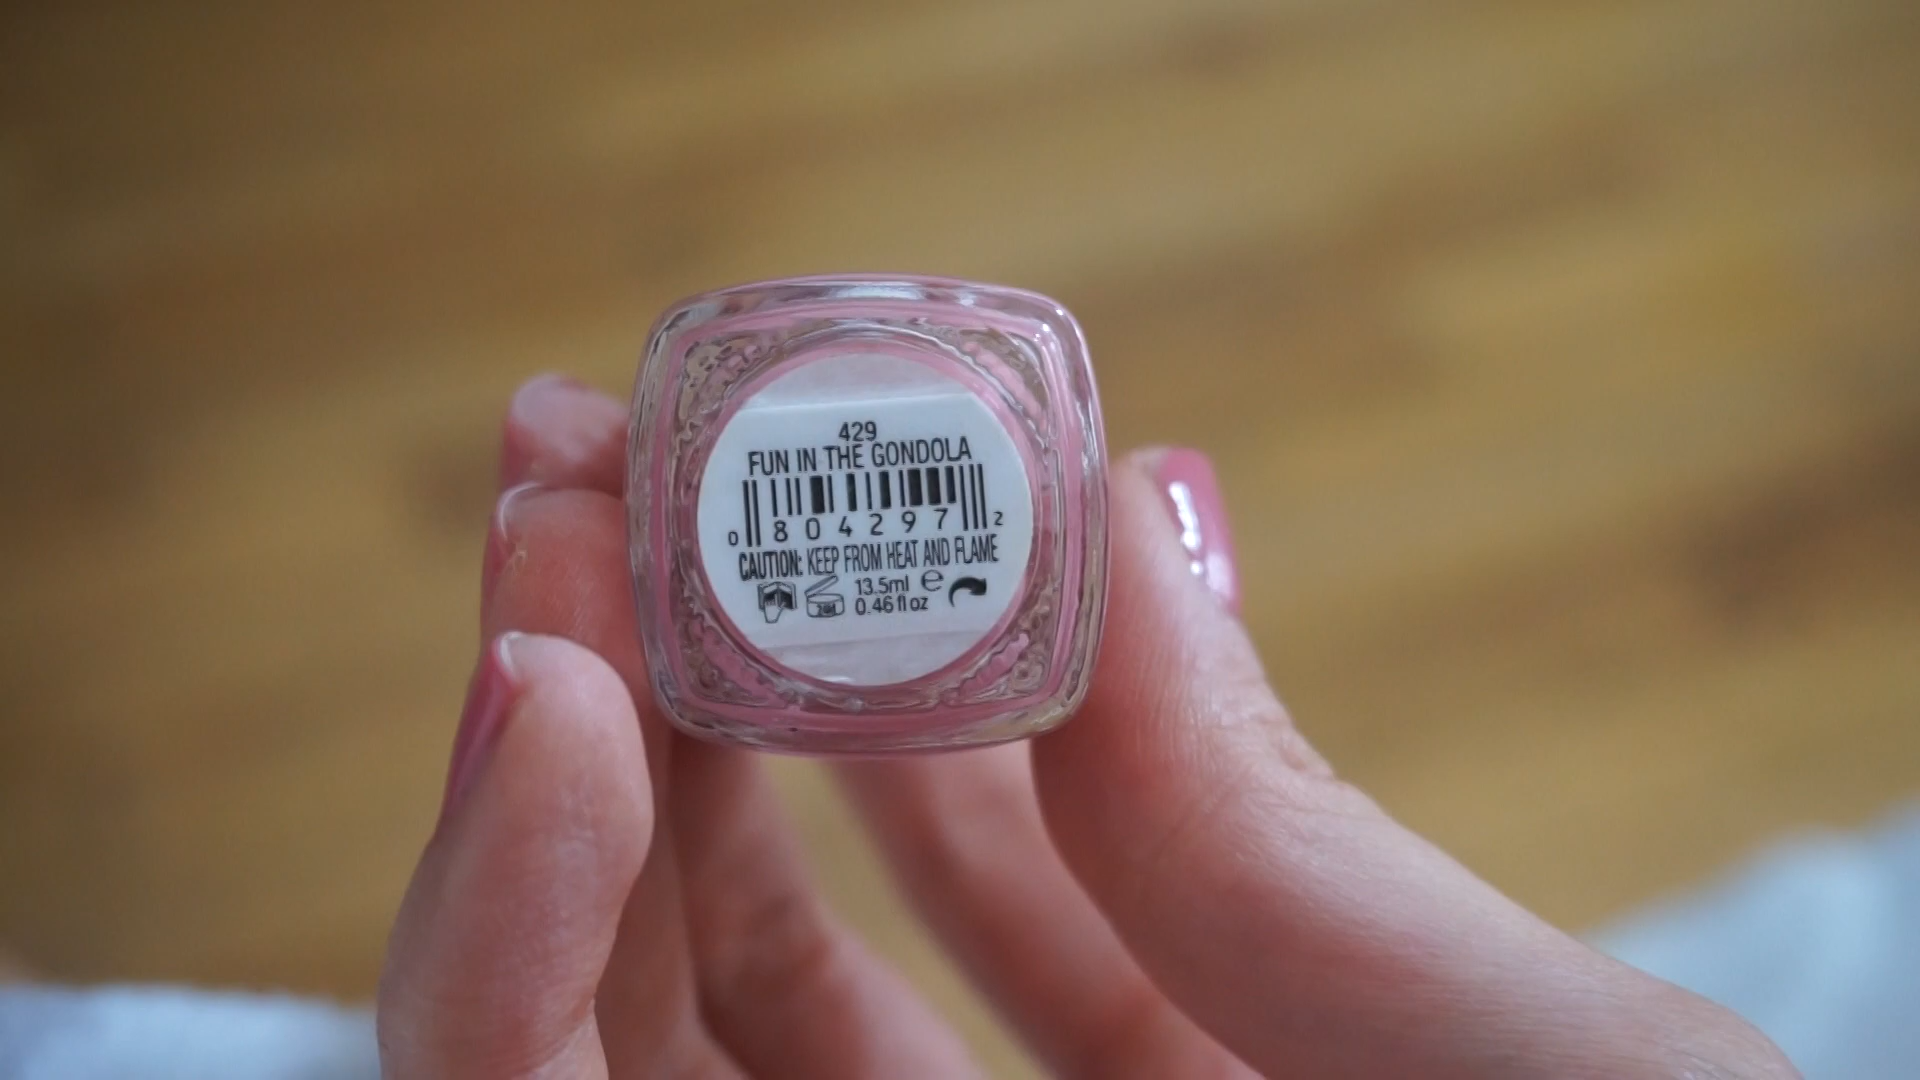 429
FUN IN THE GONDOLA
0 804297 2
CAUTION: KEEP FROM HEAT AND FLAME
24M
13.5ml e
0.46 fl oz